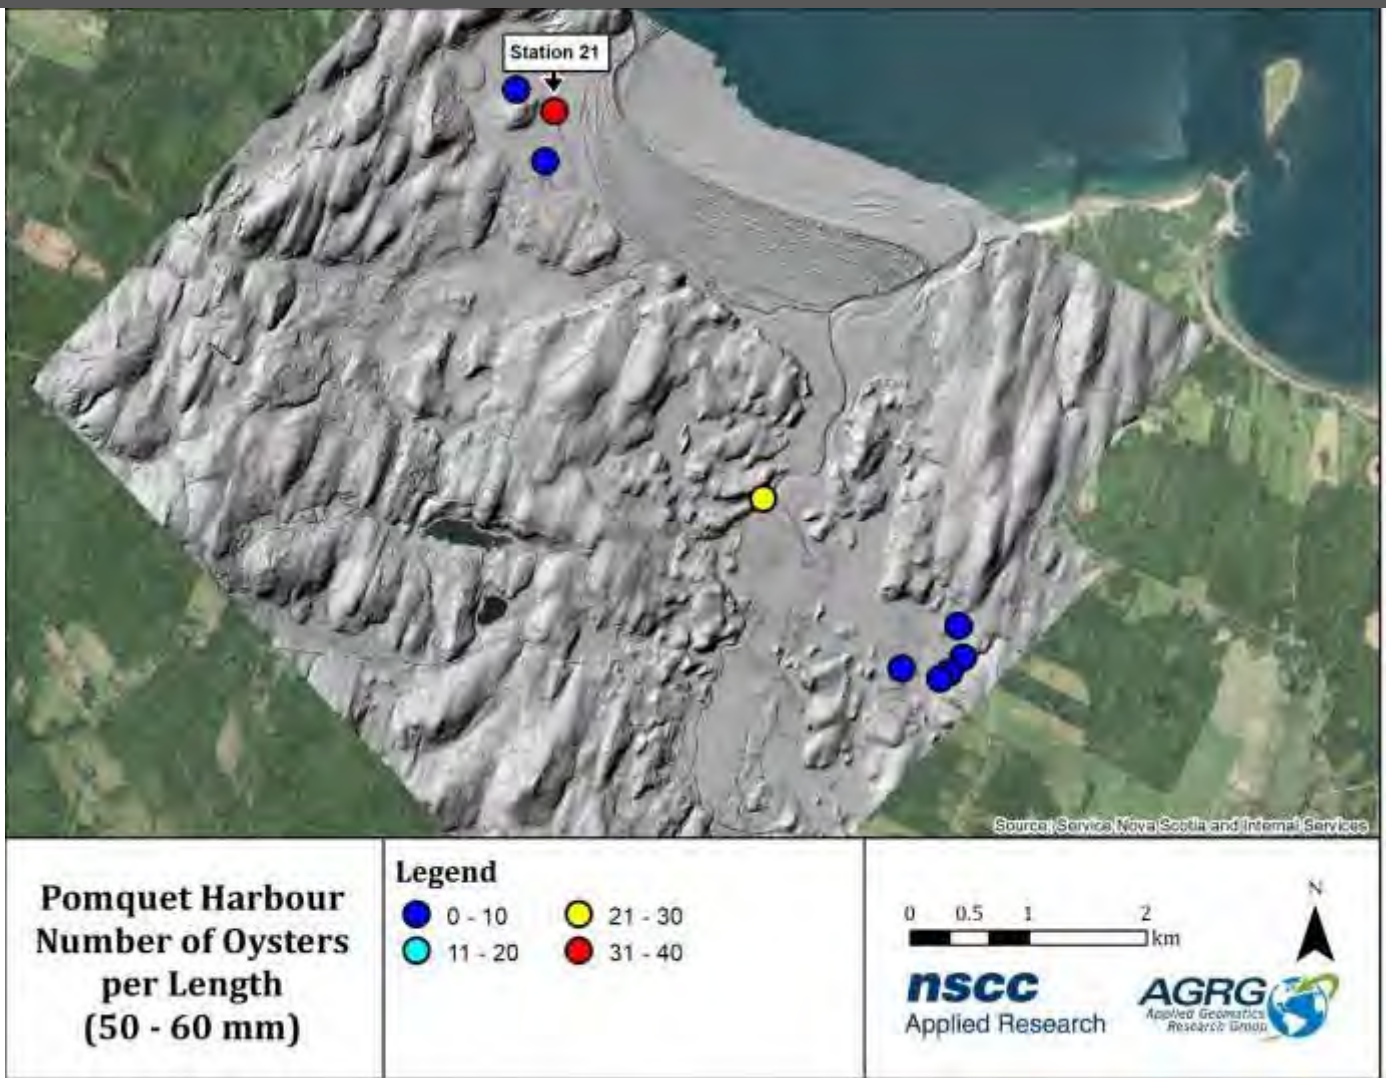 Station 21
Source: Service Nova Scotia and Internal Services
Pomquet Harbour
Number of Oysters
per Length
(50 - 60 mm)
Legend
0 - 10
21 - 30
11 - 20
31 - 40
0 0.5 1 2
km
N
nscc
Applied Research
AGRG
Applied Geomatics
Research Group